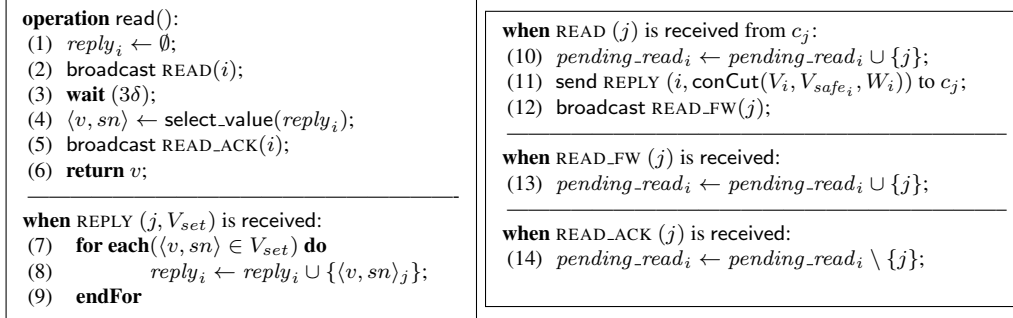 operation read():
(1) reply_i ← ∅;
(2) broadcast READ(i);
(3) wait (3δ);
(4) ⟨v, sn⟩ ← select_value(reply_i);
(5) broadcast READ_ACK(i);
(6) return v;
when REPLY (j, V_set) is received:
(7) for each(⟨v, sn⟩ ∈ V_set) do
(8) reply_i ← reply_i ∪ {⟨v, sn⟩_j};
(9) endFor
when READ (j) is received from c_j:
(10) pending_read_i ← pending_read_i ∪ {j};
(11) send REPLY (i, conCut(V_i, V_safe_i, W_i)) to c_j;
(12) broadcast READ_FW(j);
when READ_FW (j) is received:
(13) pending_read_i ← pending_read_i ∪ {j};
when READ_ACK (j) is received:
(14) pending_read_i ← pending_read_i \ {j};